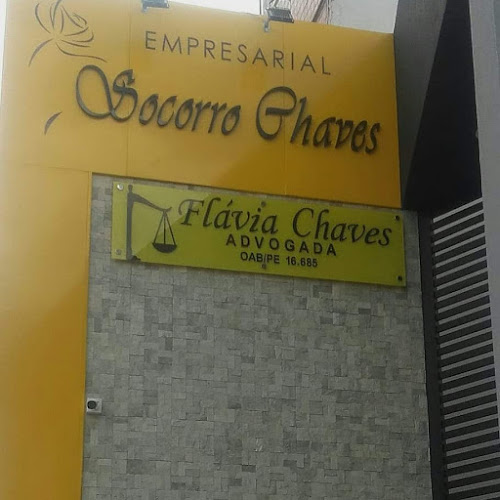 EMPRESARIAL
Socorro Chaves
Flávia Chaves
ADVOGADA
OAB/PE 16.685